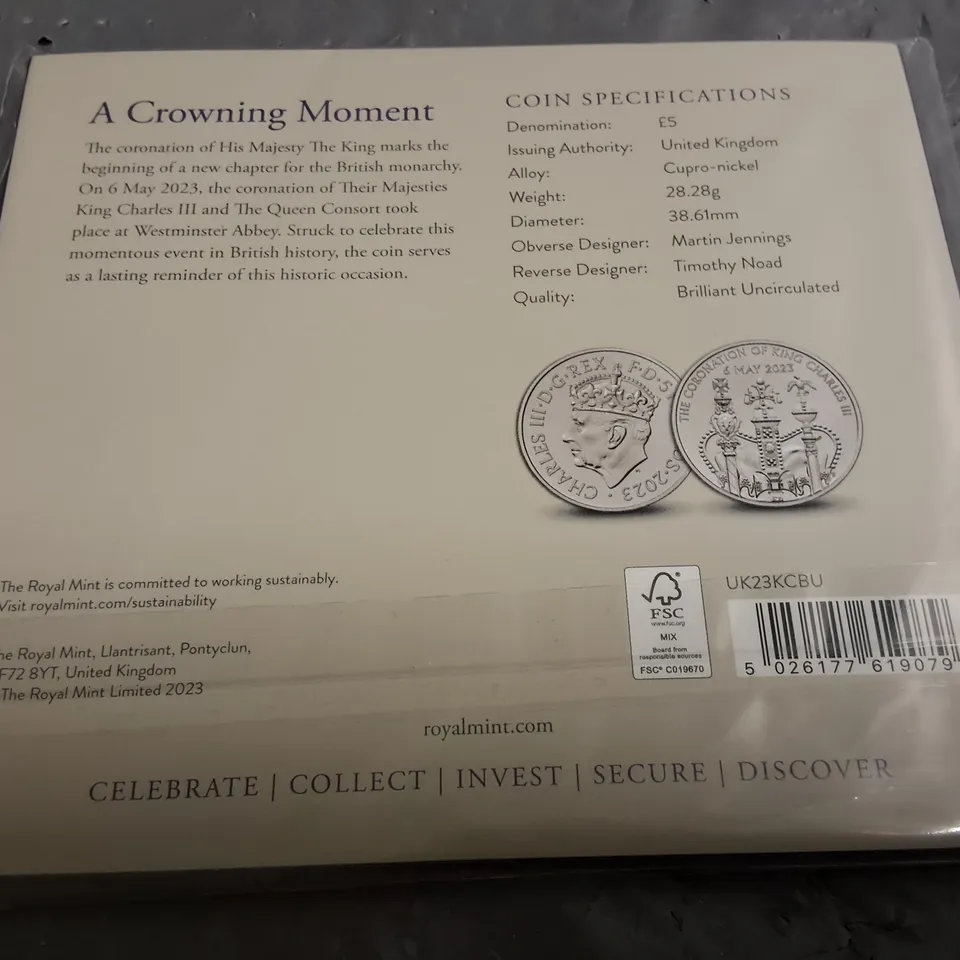 A Crowning Moment
The coronation of His Majesty The King marks the
beginning of a new chapter for the British monarchy.
On 6 May 2023, the coronation of Their Majesties
King Charles III and The Queen Consort took
place at Westminster Abbey. Struck to celebrate this
momentous event in British history, the coin serves
as a lasting reminder of this historic occasion.
COIN SPECIFICATIONS
Denomination: £5
Issuing Authority: United Kingdom
Alloy: Cupro-nickel
Weight: 28.28g
Diameter: 38.61mm
Obverse Designer: Martin Jennings
Reverse Designer: Timothy Noad
Quality: Brilliant Uncirculated
CHARLES III·D·G·REX·F·D·5
·2023·
THE CORONATION OF KING CHARLES III
6 MAY 2023
The Royal Mint is committed to working sustainably.
Visit royalmint.com/sustainability
he Royal Mint, Llantrisant, Pontyclun,
F72 8YT, United Kingdom
The Royal Mint Limited 2023
FSC
www.fsc.org
MIX
Board from
responsible sources
FSC® C019670
UK23KCBU
5 026177 619079
royalmint.com
CELEBRATE | COLLECT | INVEST | SECURE | DISCOVER